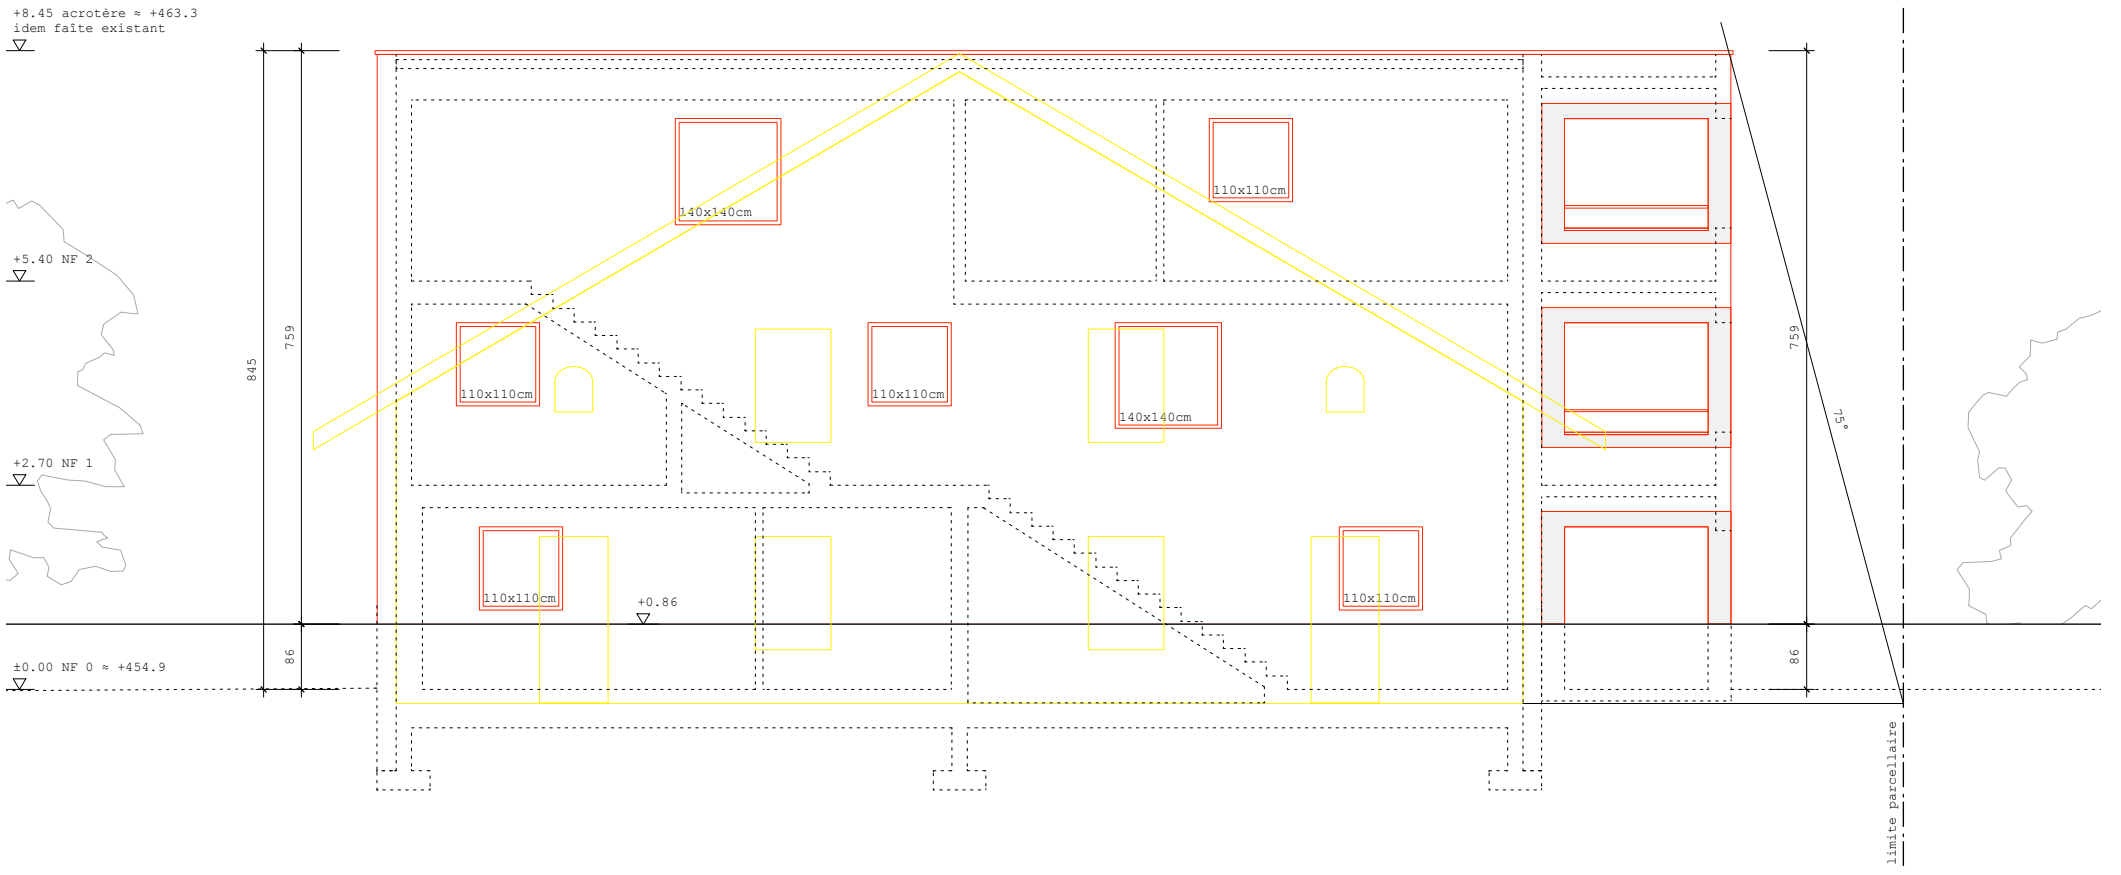 +8.45 acrotère ≈ +463.3
idem faîte existant
110x110cm
140x140cm
+5.40 NF 2
759
759
845
110x110cm
110x110cm
140x140cm
75°
+2.70 NF 1
110x110cm
+0.86
110x110cm
86
86
±0.00 NF 0 ≈ +454.9
limite parcellaire